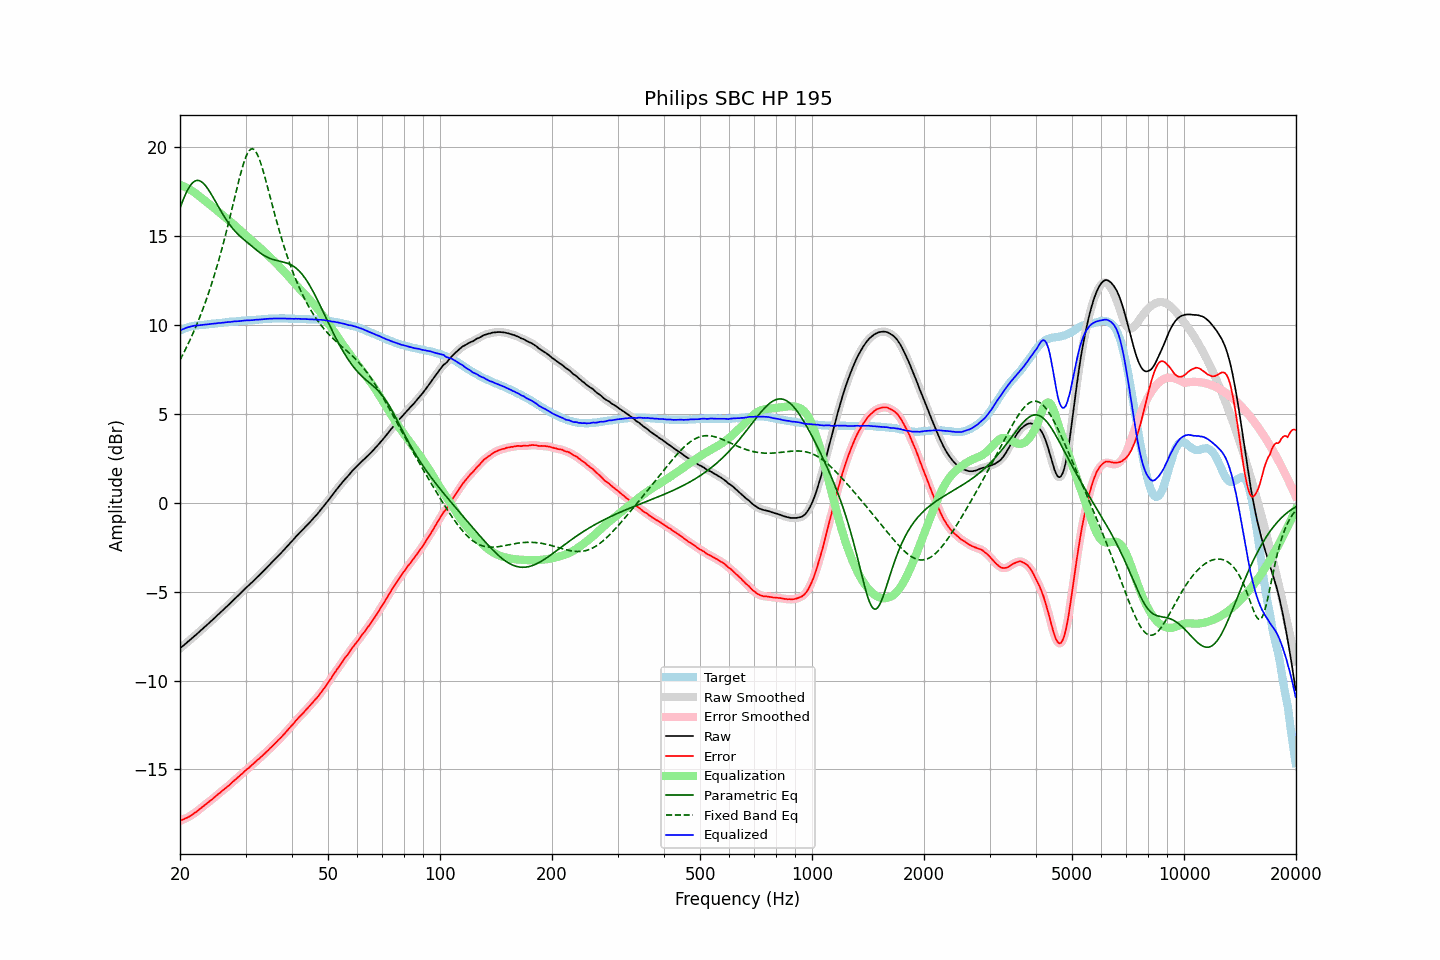 Philips SBC HP 195
Amplitude (dBr)
20
15
10
5
0
−5
−10
−15
Target
Raw Smoothed
Error Smoothed
Raw
Error
Equalization
Parametric Eq
Fixed Band Eq
Equalized
20 50 100 200 500 1000 2000 5000 10000 20000
Frequency (Hz)